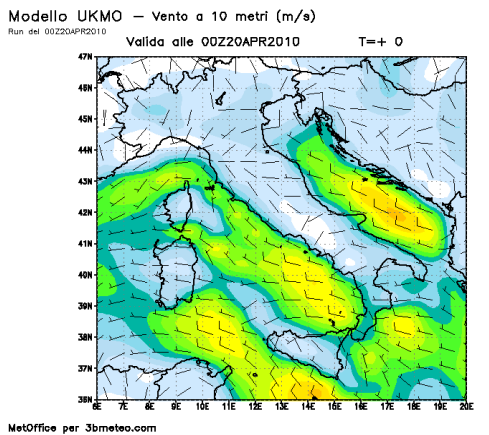 Modello UKMO - Vento a 10 metri (m/s)
Run del 00Z20APR2010
Valida alle 00Z20APR2010 T=+ 0
47N
46N
45N
44N
43N
42N
41N
40N
39N
38N
37N
36N
6E 7E 8E 9E 10E 11E 12E 13E 14E 15E 16E 17E 18E 19E 20E
MetOffice per 3bmeteo.com